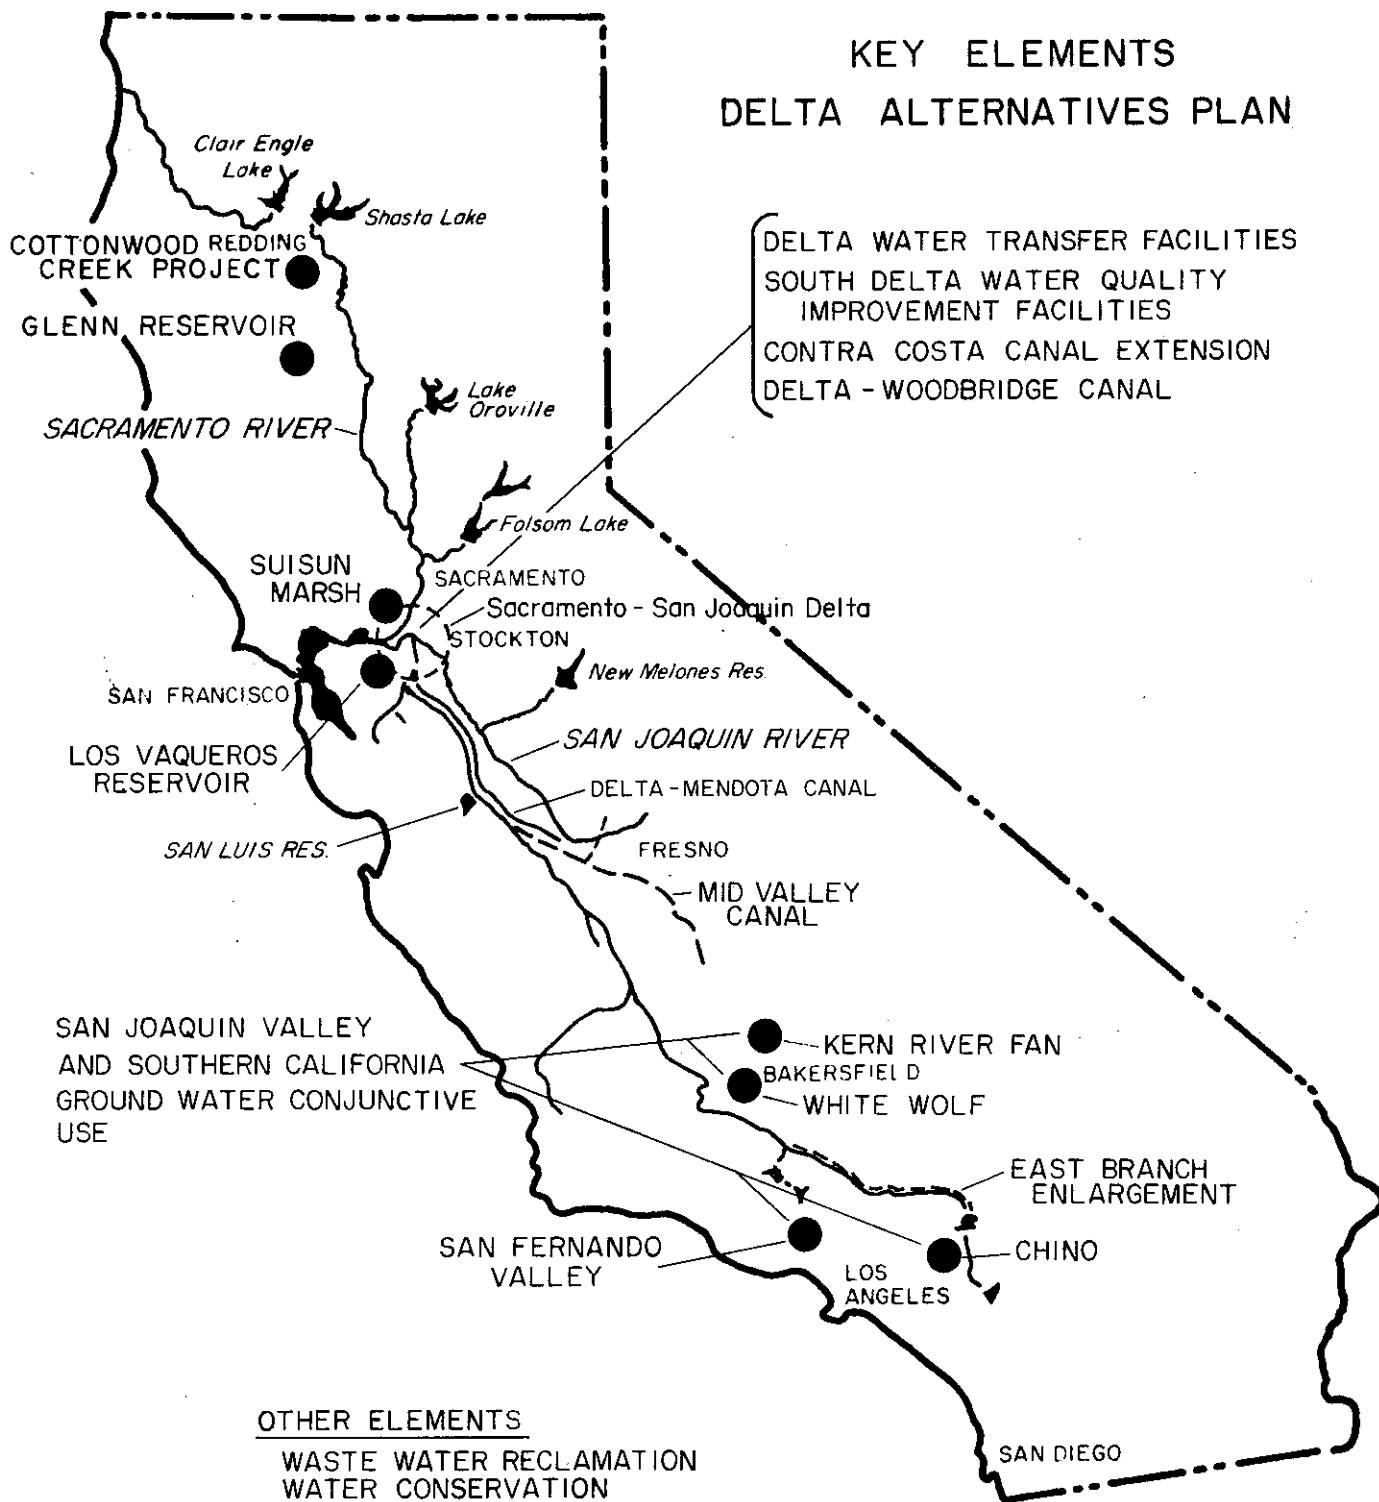 KEY ELEMENTS
DELTA ALTERNATIVES PLAN
Clair Engle
Lake
Shasta Lake
COTTONWOOD
CREEK PROJECT
REDDING
GLENN RESERVOIR
DELTA WATER TRANSFER FACILITIES
SOUTH DELTA WATER QUALITY
IMPROVEMENT FACILITIES
CONTRA COSTA CANAL EXTENSION
DELTA - WOODBRIDGE CANAL
Lake
Oroville
SACRAMENTO RIVER
Folsom Lake
SUISUN
MARSH
SACRAMENTO
Sacramento - San Joaquin Delta
STOCKTON
New Melones Res.
SAN FRANCISCO
SAN JOAQUIN RIVER
LOS VAQUEROS
RESERVOIR
DELTA - MENDOTA CANAL
SAN LUIS RES.
FRESNO
MID VALLEY
CANAL
SAN JOAQUIN VALLEY
AND SOUTHERN CALIFORNIA
GROUND WATER CONJUNCTIVE
USE
KERN RIVER FAN
BAKERSFIELD
WHITE WOLF
EAST BRANCH
ENLARGEMENT
SAN FERNANDO
VALLEY
CHINO
LOS
ANGELES
OTHER ELEMENTS
WASTE WATER RECLAMATION
WATER CONSERVATION
SAN DIEGO